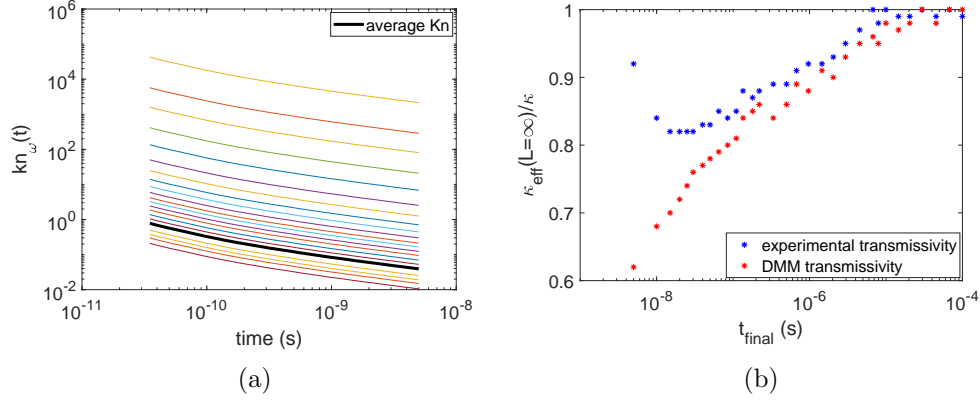 10^6
10^4
10^2
10^0
10^-2
kn_ω(t)
average Kn
10^-11
10^-10
10^-9
10^-8
time (s)
(a)
1
0.9
0.8
0.7
0.6
κ_eff(L=∞)/κ
experimental transmissivity
DMM transmissivity
10^-8
10^-6
10^-4
t_final (s)
(b)